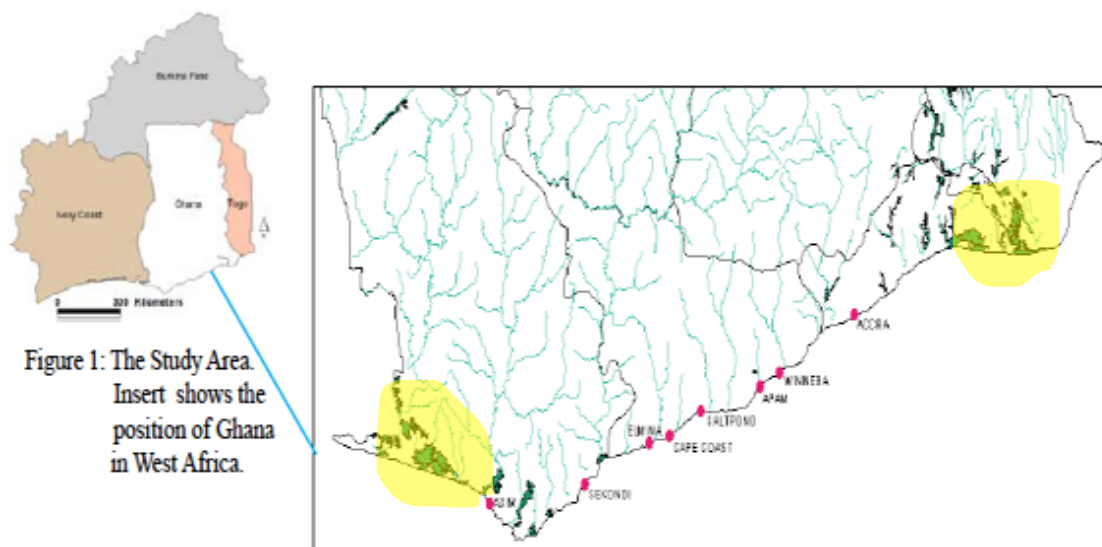 Burkina Faso
Ivory Coast
Ghana
Togo
0 300 Kilometers
Figure 1: The Study Area.
Insert shows the
position of Ghana
in West Africa.
ACCRA
WINNEBA
APAM
SALTPOND
ELMINA
CAPE COAST
SEKONDI
AXIM